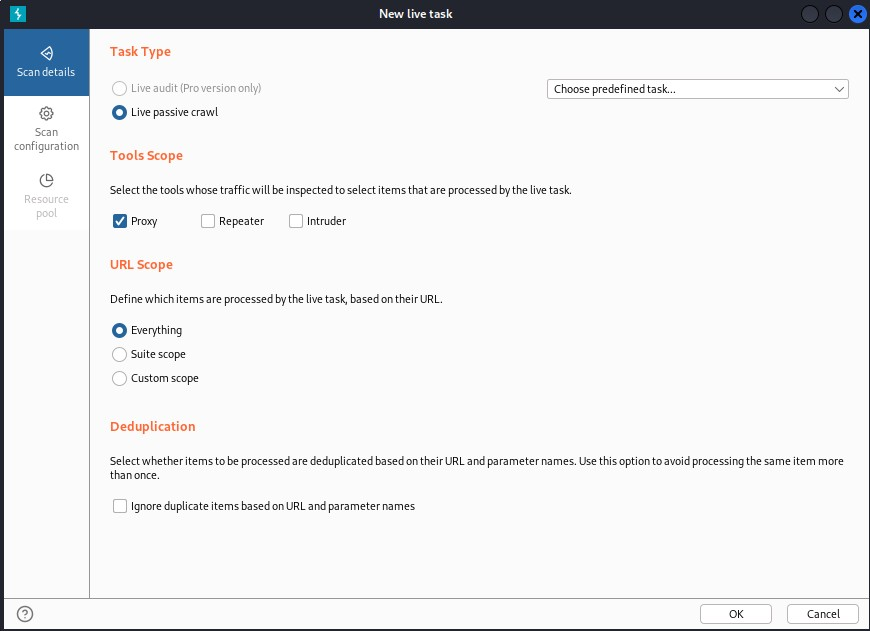 New live task
Scan details
Scan
configuration
Resource
pool
Task Type
Live audit (Pro version only)
Choose predefined task...
Live passive crawl
Tools Scope
Select the tools whose traffic will be inspected to select items that are processed by the live task.
Proxy
Repeater
Intruder
URL Scope
Define which items are processed by the live task, based on their URL.
Everything
Suite scope
Custom scope
Deduplication
Select whether items to be processed are deduplicated based on their URL and parameter names. Use this option to avoid processing the same item more
than once.
Ignore duplicate items based on URL and parameter names
?
OK
Cancel